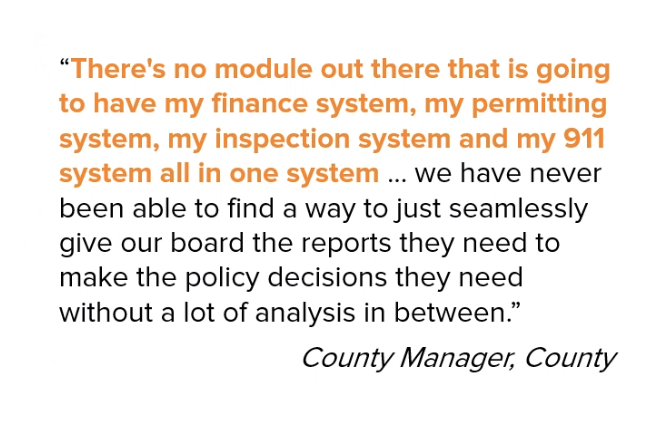 “There's no module out there that is going
to have my finance system, my permitting
system, my inspection system and my 911
system all in one system ... we have never
been able to find a way to just seamlessly
give our board the reports they need to
make the policy decisions they need
without a lot of analysis in between.”
County Manager, County